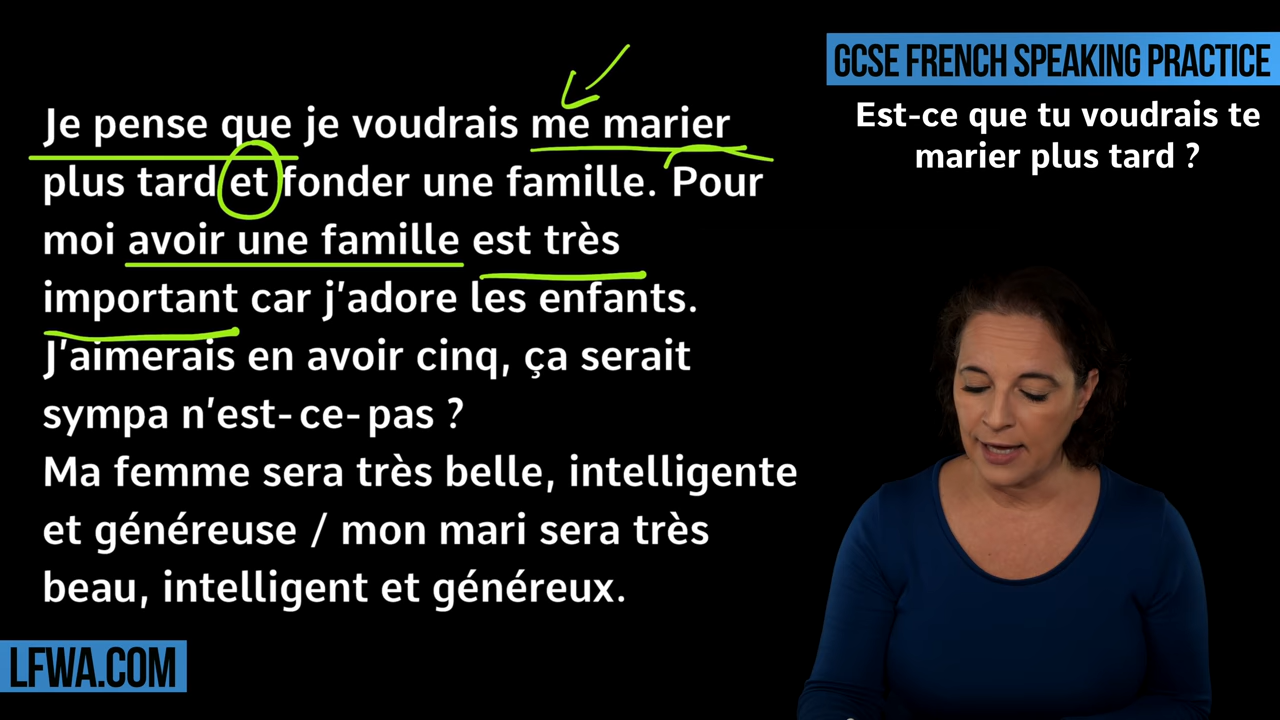 GCSE FRENCH SPEAKING PRACTICE
Est-ce que tu voudrais te
marier plus tard ?
Je pense que je voudrais me marier
plus tard et fonder une famille. Pour
moi avoir une famille est très
important car j’adore les enfants.
J’aimerais en avoir cinq, ça serait
sympa n’est-ce-pas ?
Ma femme sera très belle, intelligente
et généreuse / mon mari sera très
beau, intelligent et généreux.
LFWA.COM